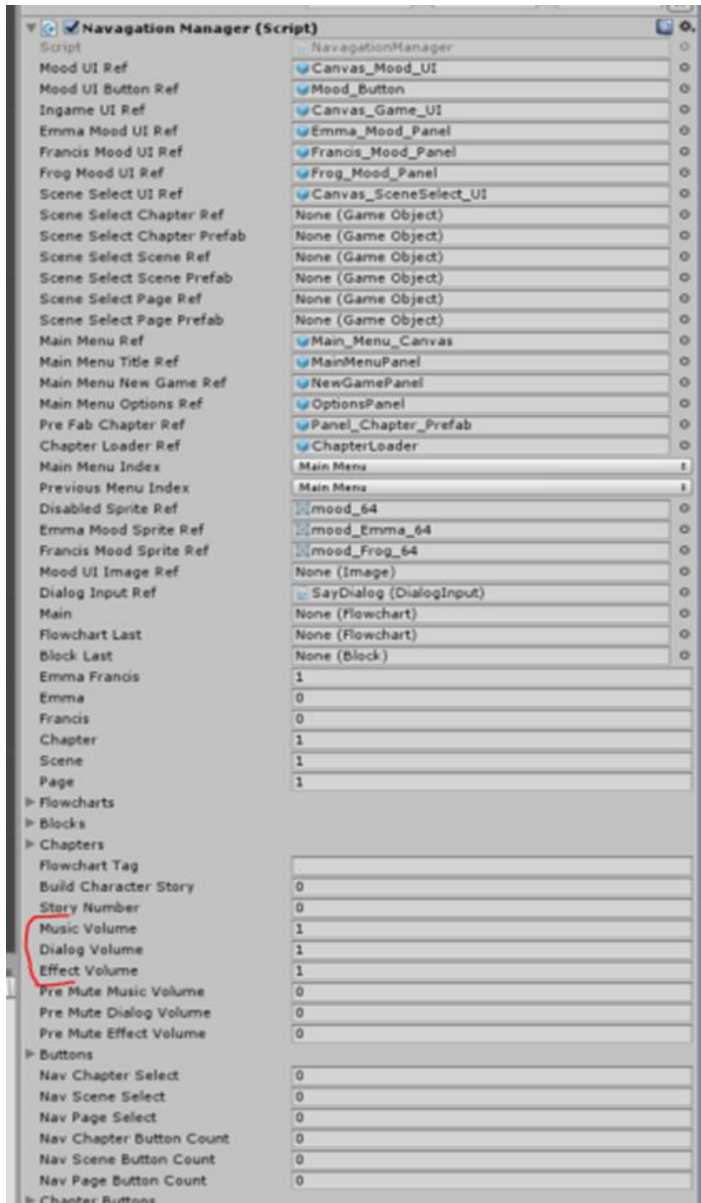 Navagation Manager (Script)
Script NavagationManager
Mood UI Ref Canvas_Mood_UI
Mood UI Button Ref Mood_Button
Ingame UI Ref Canvas_Game_UI
Emma Mood UI Ref Emma_Mood_Panel
Francis Mood UI Ref Francis_Mood_Panel
Frog Mood UI Ref Frog_Mood_Panel
Scene Select UI Ref Canvas_SceneSelect_UI
Scene Select Chapter Ref None (Game Object)
Scene Select Chapter Prefab None (Game Object)
Scene Select Scene Ref None (Game Object)
Scene Select Scene Prefab None (Game Object)
Scene Select Page Ref None (Game Object)
Scene Select Page Prefab None (Game Object)
Main Menu Ref Main_Menu_Canvas
Main Menu Title Ref MainMenuPanel
Main Menu New Game Ref NewGamePanel
Main Menu Options Ref OptionsPanel
Pre Fab Chapter Ref Panel_Chapter_Prefab
Chapter Loader Ref ChapterLoader
Main Menu Index Main Menu
Previous Menu Index Main Menu
Disabled Sprite Ref mood_64
Emma Mood Sprite Ref mood_Emma_64
Francis Mood Sprite Ref mood_Frog_64
Mood UI Image Ref None (Image)
Dialog Input Ref SayDialog (DialogInput)
Main None (Flowchart)
Flowchart Last None (Flowchart)
Block Last None (Block)
Emma Francis 1
Emma 0
Francis 0
Chapter 1
Scene 1
Page 1
Flowcharts
Blocks
Chapters
Flowchart Tag
Build Character Story 0
Story Number 0
Music Volume 1
Dialog Volume 1
Effect Volume 1
Pre Mute Music Volume 0
Pre Mute Dialog Volume 0
Pre Mute Effect Volume 0
Buttons
Nav Chapter Select 0
Nav Scene Select 0
Nav Page Select 0
Nav Chapter Button Count 0
Nav Scene Button Count 0
Nav Page Button Count 0
Chapter Buttons